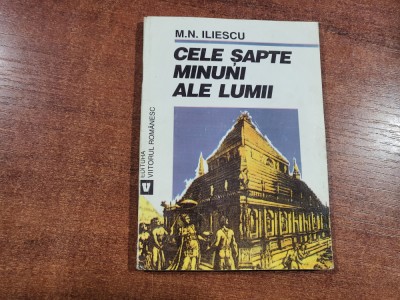 M.N. ILIESCU
CELE ȘAPTE
MINUNI
ALE LUMII
EDITURA
VIITORUL ROMÂNESC